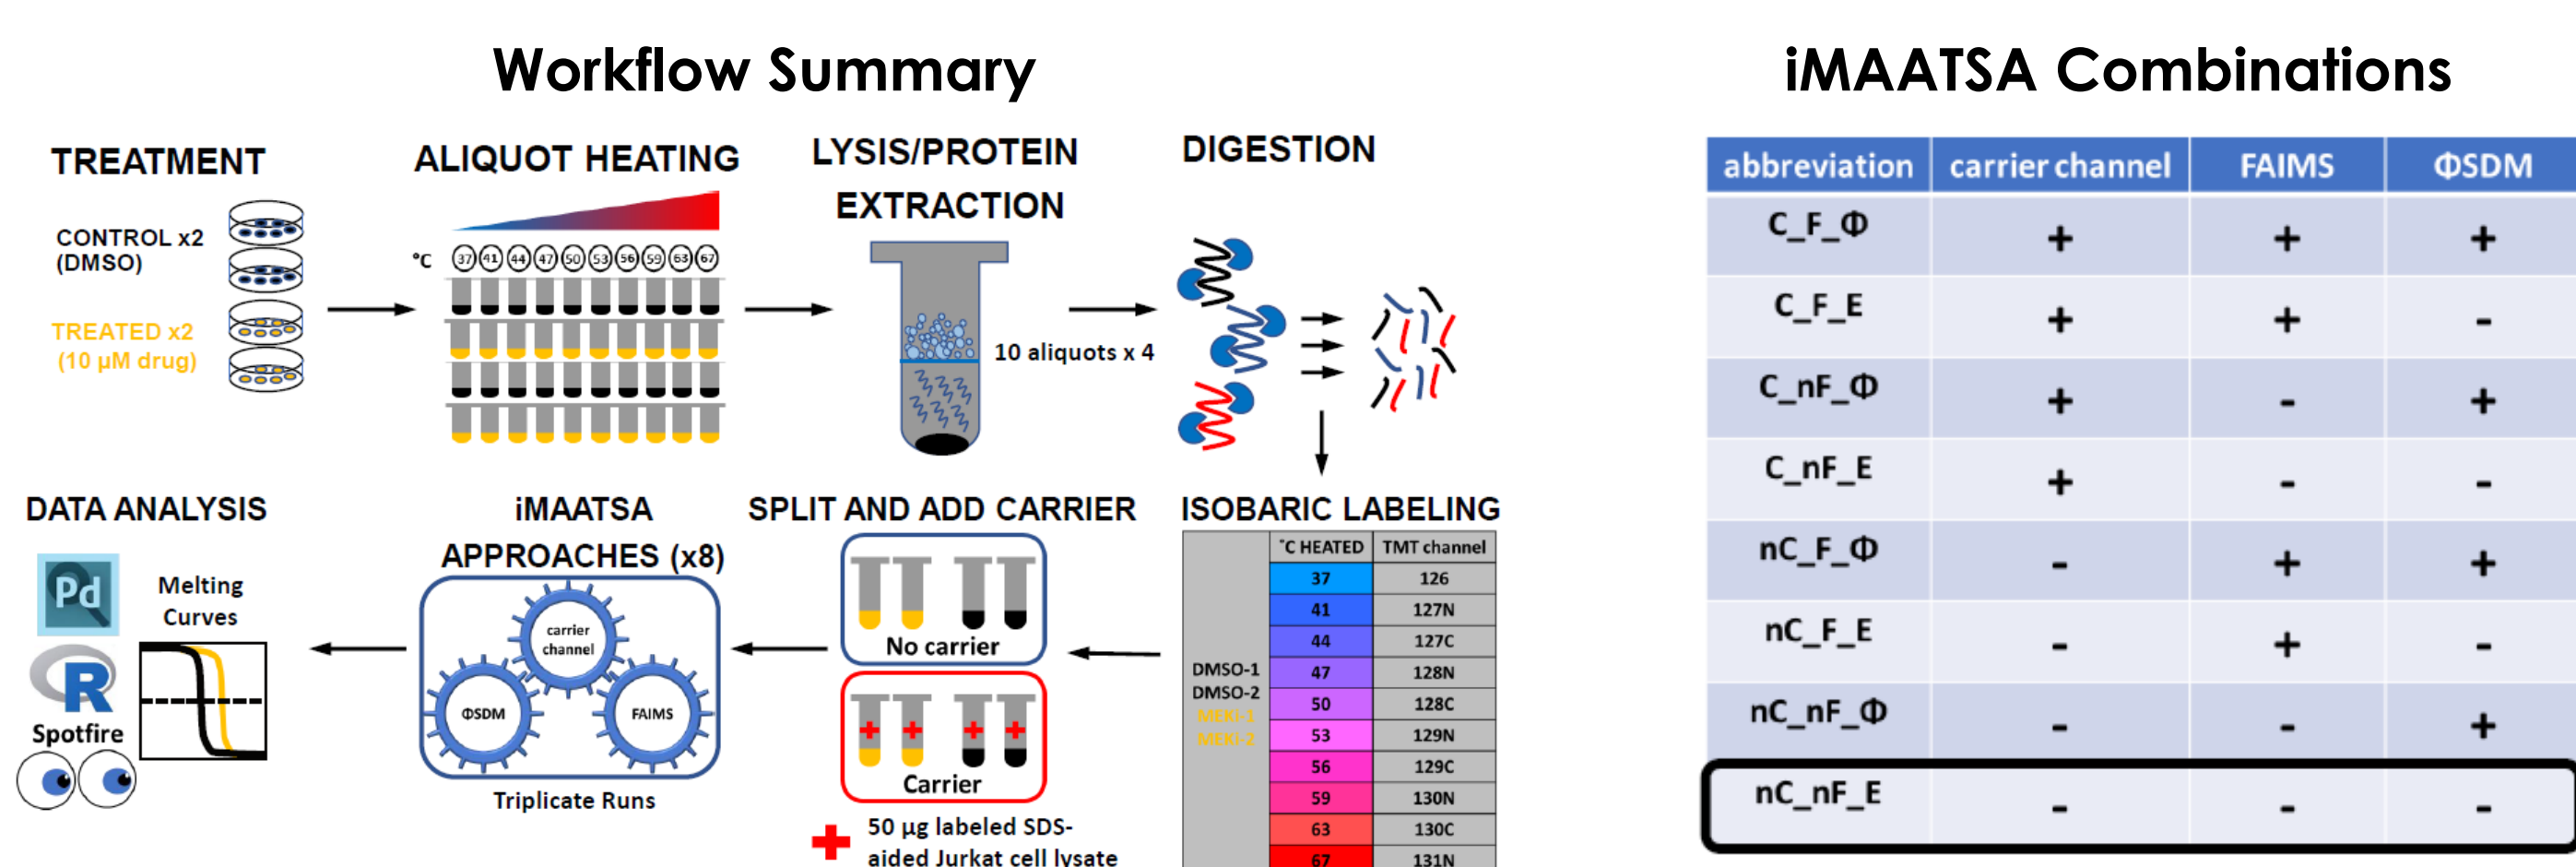 Workflow Summary
TREATMENT
CONTROL x2
(DMSO)
TREATED x2
(10 µM drug)
ALIQUOT HEATING
°C 37 41 44 47 50 53 56 59 63 67
LYSIS/PROTEIN
EXTRACTION
10 aliquots x 4
DIGESTION
ISOBARIC LABELING
°C HEATED TMT channel
37 126
41 127N
44 127C
47 128N
50 128C
53 129N
56 129C
59 130N
63 130C
67 131N
DMSO-1
DMSO-2
MEKi-1
MEKi-2
SPLIT AND ADD CARRIER
No carrier
Carrier
50 µg labeled SDS-
aided Jurkat cell lysate
iMAATSA
APPROACHES (x8)
carrier
channel
ΦSDM
FAIMS
Triplicate Runs
DATA ANALYSIS
Pd
Melting
Curves
R
Spotfire
iMAATSA Combinations
abbreviation carrier channel FAIMS ΦSDM
C_F_Φ + + +
C_F_E + + -
C_nF_Φ + - +
C_nF_E + - -
nC_F_Φ - + +
nC_F_E - + -
nC_nF_Φ - - +
nC_nF_E - - -